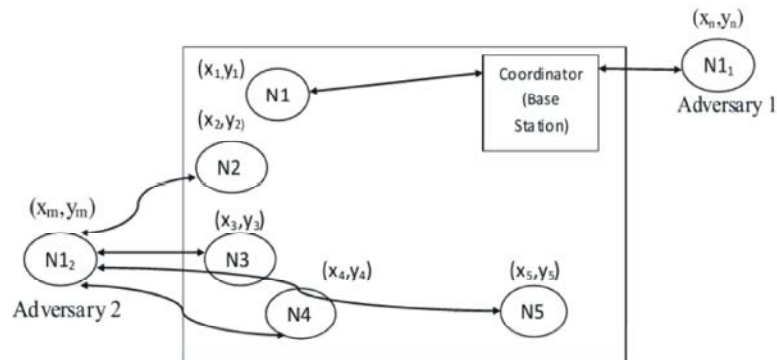 (xₙ,yₙ)
N1₁
Adversary 1
Coordinator
(Base
Station)
(x₁,y₁)
N1
(x₂,y₂)
N2
(xₘ,yₘ)
N1₂
Adversary 2
(x₃,y₃)
N3
(x₄,y₄)
N4
(x₅,y₅)
N5